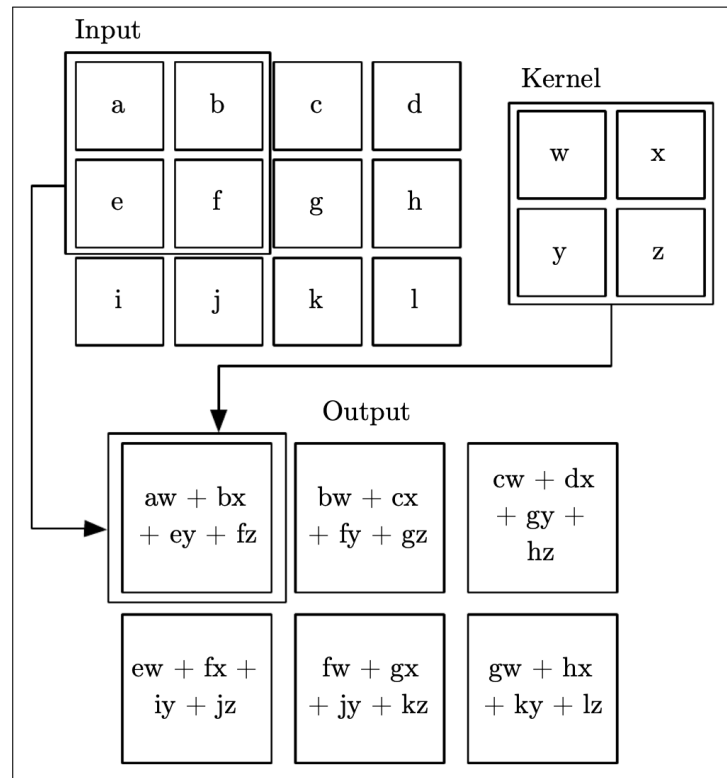 Input
a b c d
Kernel
w x
e f g h
y z
i j k l
Output
aw + bx
+ ey + fz
bw + cx
+ fy + gz
cw + dx
+ gy +
hz
ew + fx +
iy + jz
fw + gx
+ jy + kz
gw + hx
+ ky + lz